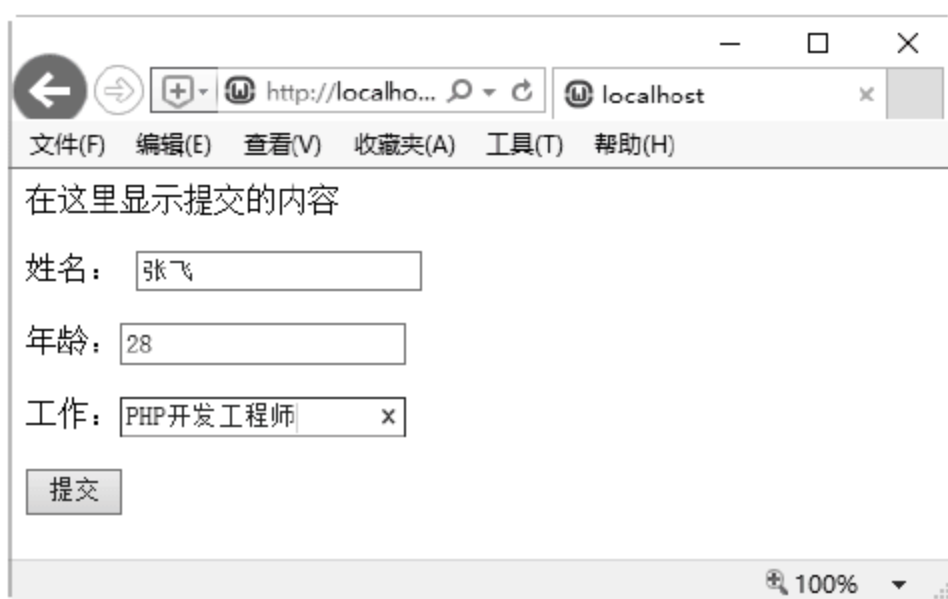 http://localho...
localhost
文件(F) 编辑(E) 查看(V) 收藏夹(A) 工具(T) 帮助(H)
在这里显示提交的内容
姓名： 张飞
年龄：28
工作：PHP开发工程师
提交
100%